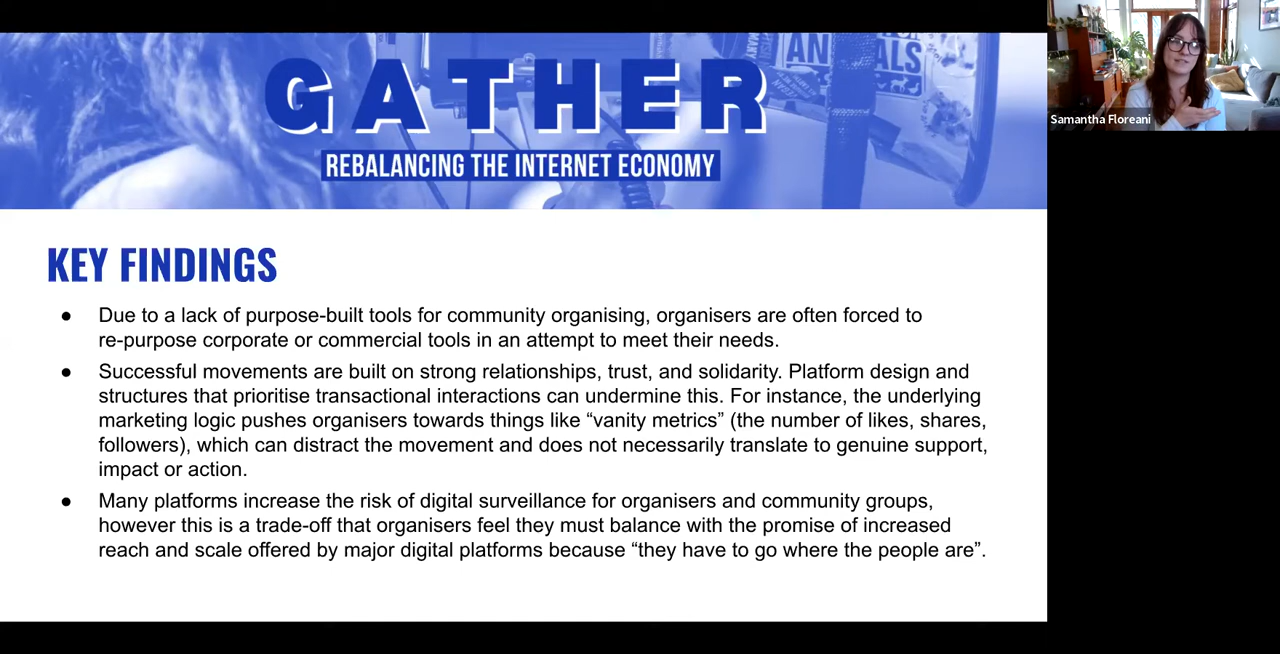 GATHER
REBALANCING THE INTERNET ECONOMY
Samantha Floreani
KEY FINDINGS
● Due to a lack of purpose-built tools for community organising, organisers are often forced to
re-purpose corporate or commercial tools in an attempt to meet their needs.
● Successful movements are built on strong relationships, trust, and solidarity. Platform design and
structures that prioritise transactional interactions can undermine this. For instance, the underlying
marketing logic pushes organisers towards things like “vanity metrics” (the number of likes, shares,
followers), which can distract the movement and does not necessarily translate to genuine support,
impact or action.
● Many platforms increase the risk of digital surveillance for organisers and community groups,
however this is a trade-off that organisers feel they must balance with the promise of increased
reach and scale offered by major digital platforms because “they have to go where the people are”.